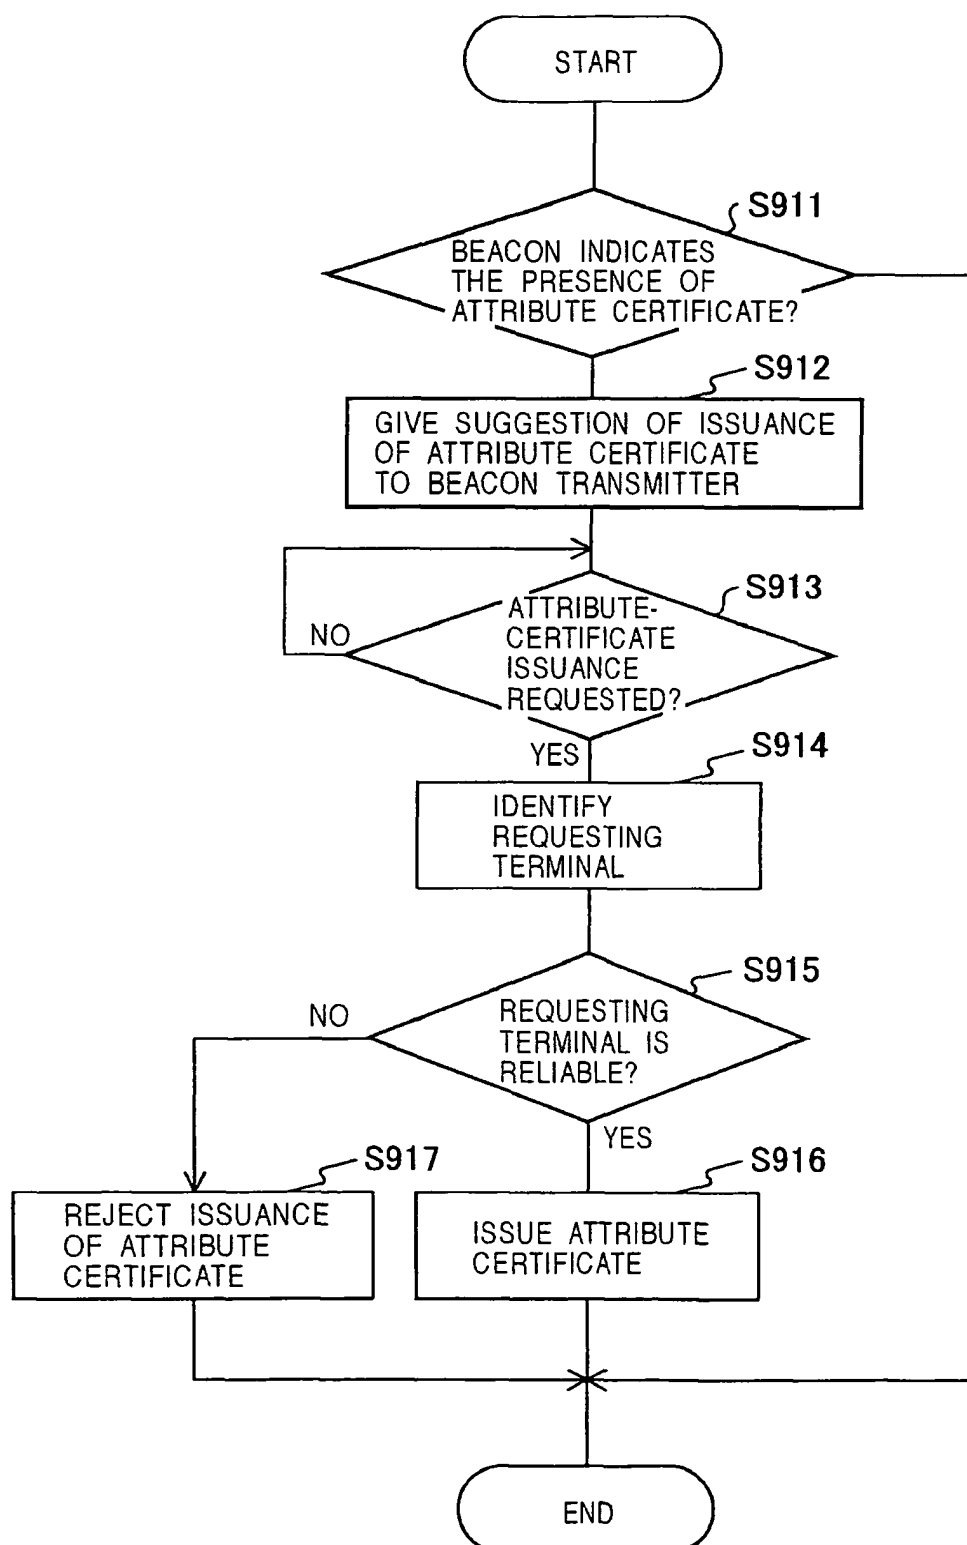 START
S911
BEACON INDICATES
THE PRESENCE OF
ATTRIBUTE CERTIFICATE?
S912
GIVE SUGGESTION OF ISSUANCE
OF ATTRIBUTE CERTIFICATE
TO BEACON TRANSMITTER
S913
ATTRIBUTE-
CERTIFICATE
ISSUANCE
REQUESTED?
NO
YES
S914
IDENTIFY
REQUESTING
TERMINAL
S915
REQUESTING
TERMINAL IS
RELIABLE?
NO
YES
S917
REJECT ISSUANCE
OF ATTRIBUTE
CERTIFICATE
S916
ISSUE ATTRIBUTE
CERTIFICATE
END